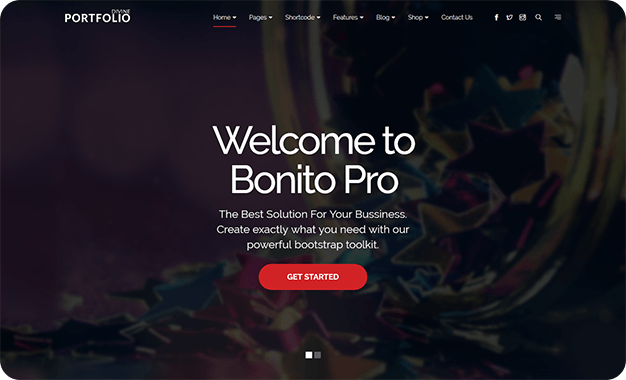 DIVINE
PORTFOLIO
Home Pages Shortcode Features Blog Shop Contact Us
Welcome to
Bonito Pro
The Best Solution For Your Bussiness.
Create exactly what you need with our
powerful bootstrap toolkit.
GET STARTED